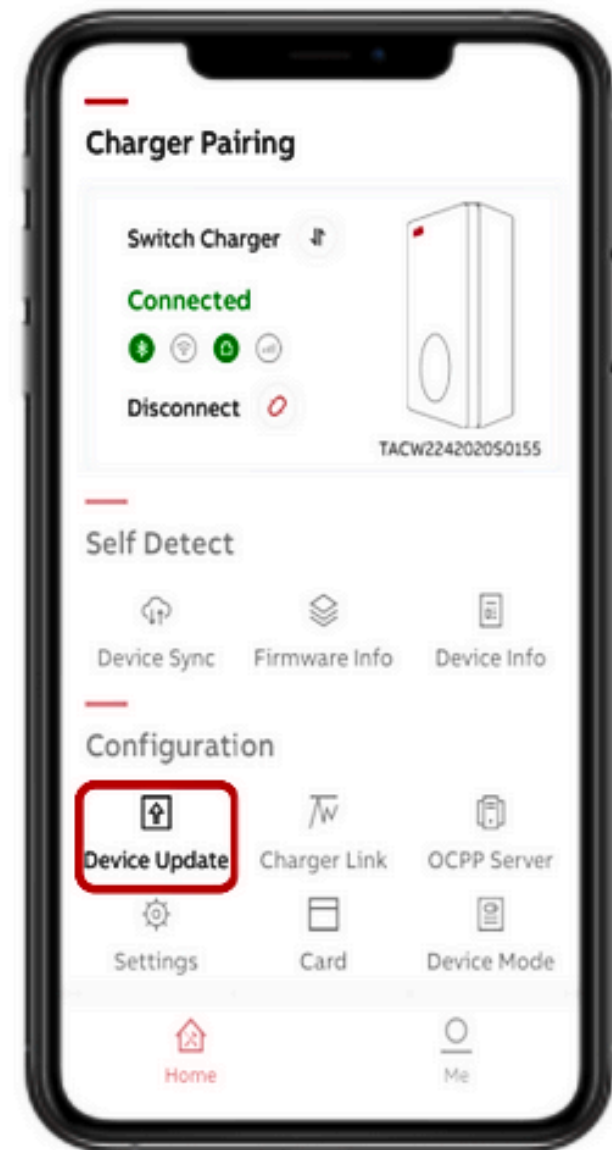 Charger Pairing
Switch Charger
Connected
Disconnect
TACW2242020S0155
Self Detect
Device Sync Firmware Info Device Info
Configuration
Device Update Charger Link OCPP Server
Settings Card Device Mode
Home Me